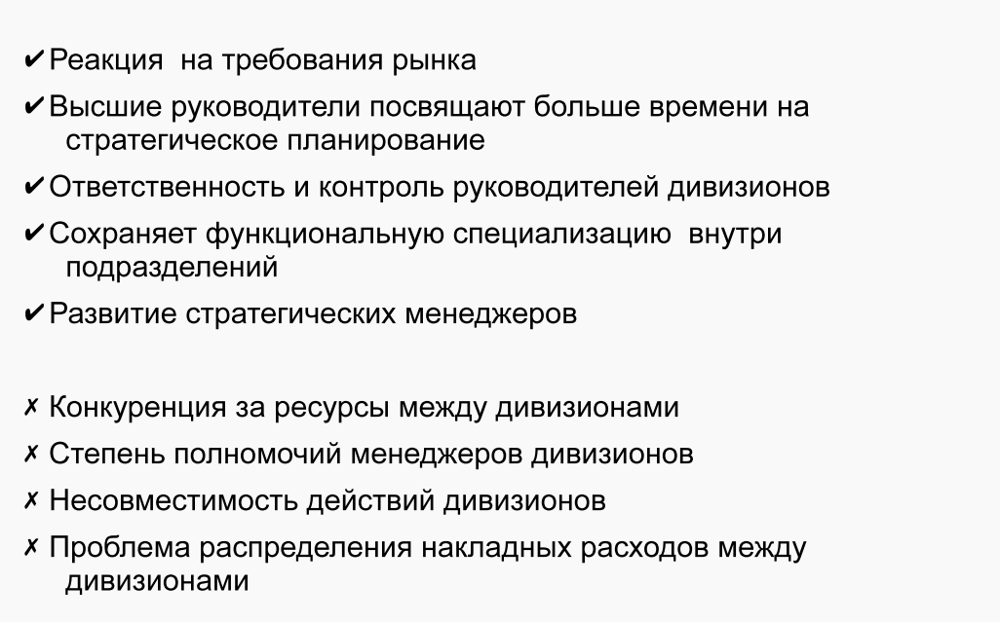 ✔Реакция  на требования рынка
✔Высшие руководители посвящают больше времени на
стратегическое планирование
✔Ответственность и контроль руководителей дивизионов
✔Сохраняет функциональную специализацию  внутри
подразделений
✔Развитие стратегических менеджеров
✗ Конкуренция за ресурсы между дивизионами
✗ Степень полномочий менеджеров дивизионов
✗ Несовместимость действий дивизионов
✗ Проблема распределения накладных расходов между
дивизионами